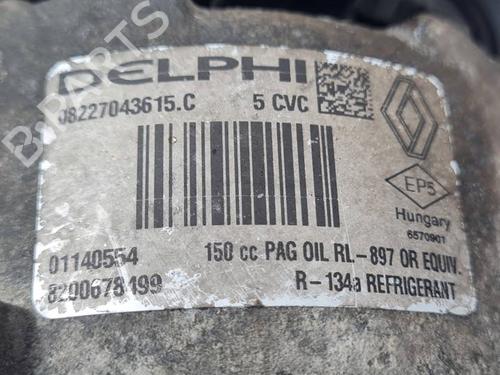 DELPHI
08227043615.C 5 CVC
EP5
Hungary
6570901
01140554 150 cc PAG OIL RL-897 OR EQUIV.
8200678499 R-134a REFRIGERANT
B PARTS